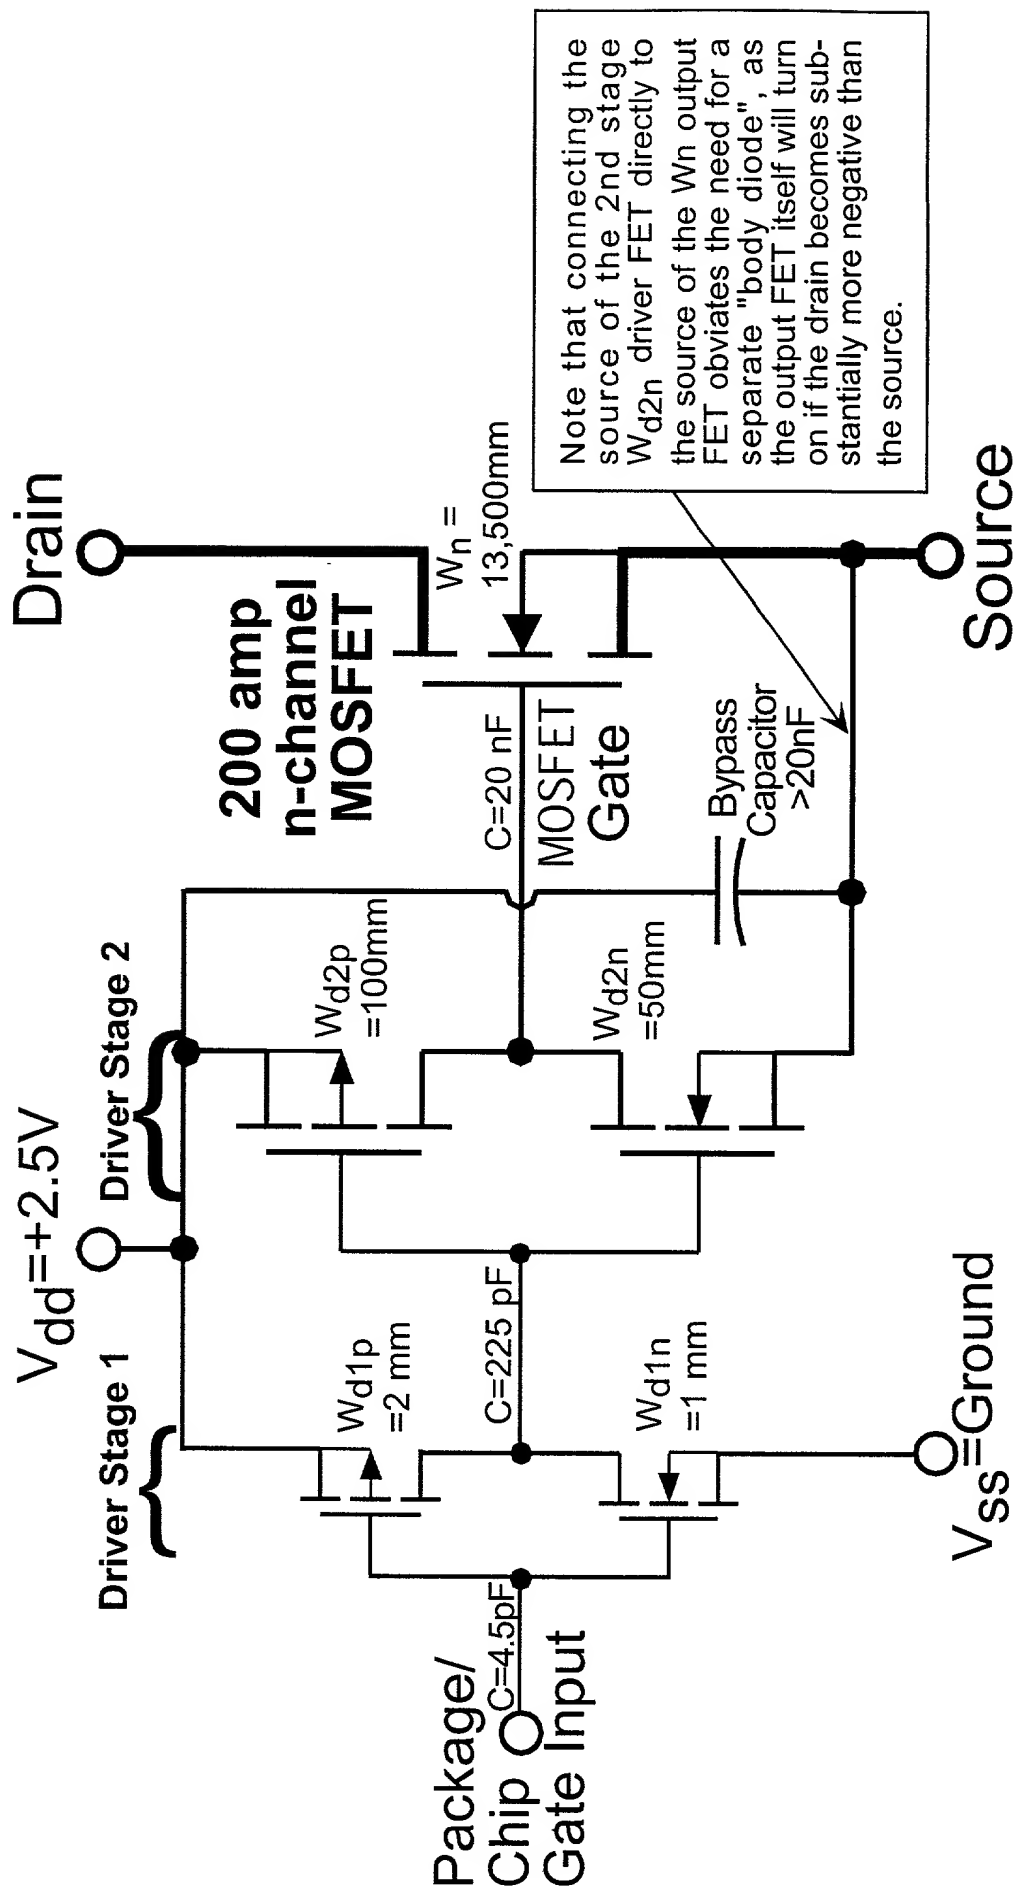 Drain
200 amp
n-channel
MOSFET
Wn =
13,500mm
C=20 nF
MOSFET
Gate
Source
Note that connecting the
source of the 2nd stage
Wd2n driver FET directly to
the source of the Wn output
FET obviates the need for a
separate "body diode", as
the output FET itself will turn
on if the drain becomes sub-
stantially more negative than
the source.
Bypass
Capacitor
>20nF
Vdd=+2.5V
Driver Stage 2
Wd2p
=100mm
Wd2n
=50mm
Driver Stage 1
Wd1p
=2 mm
C=225 pF
Wd1n
=1 mm
Vss=Ground
Package/
Chip
Gate Input
C=4.5pF